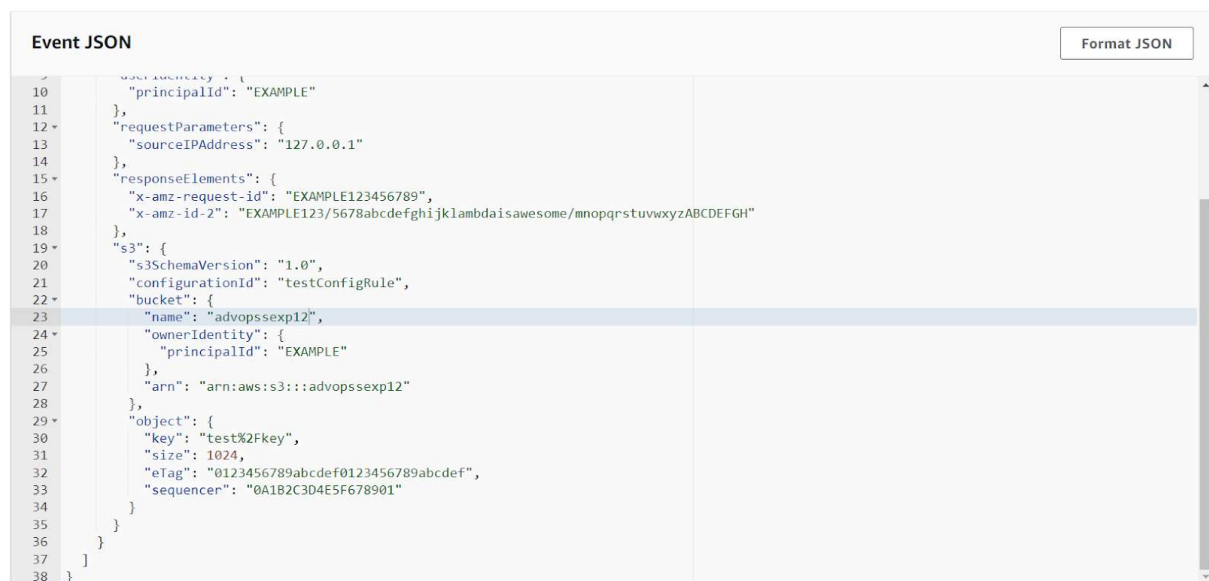 Event JSON
Format JSON
9 "userIdentity": {
10 "principalId": "EXAMPLE"
11 },
12 "requestParameters": {
13 "sourceIPAddress": "127.0.0.1"
14 },
15 "responseElements": {
16 "x-amz-request-id": "EXAMPLE123456789",
17 "x-amz-id-2": "EXAMPLE123/5678abcdefghijklambdaisawesome/mnopqrstuvwxyzABCDEFGH"
18 },
19 "s3": {
20 "s3SchemaVersion": "1.0",
21 "configurationId": "testConfigRule",
22 "bucket": {
23 "name": "advopssexp12",
24 "ownerIdentity": {
25 "principalId": "EXAMPLE"
26 },
27 "arn": "arn:aws:s3:::advopssexp12"
28 },
29 "object": {
30 "key": "test%2Fkey",
31 "size": 1024,
32 "eTag": "0123456789abcdef0123456789abcdef",
33 "sequencer": "0A1B2C3D4E5F678901"
34 }
35 }
36 }
37 ]
38 }